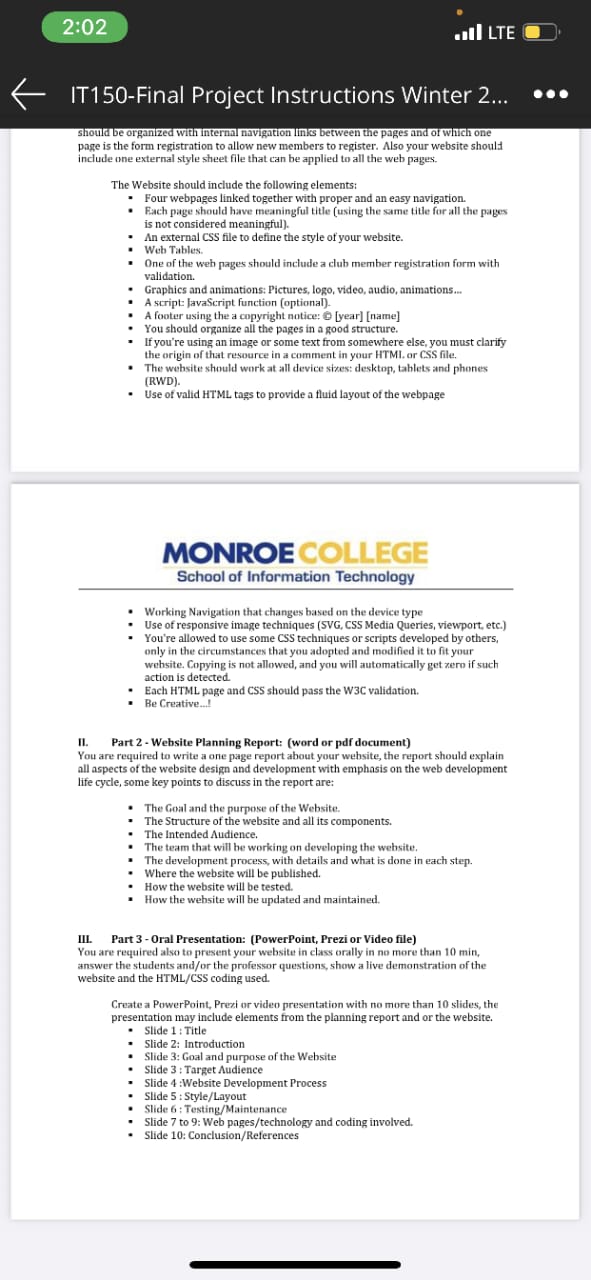 2:02
LTE
IT150-Final Project Instructions Winter 2...
should be organized with internal navigation links between the pages and of which one
page is the form registration to allow new members to register. Also your website should
include one external style sheet file that can be applied to all the web pages.
The Website should include the following elements:
▪ Four webpages linked together with proper and an easy navigation.
▪ Each page should have meaningful title (using the same title for all the pages
is not considered meaningful).
▪ An external CSS file to define the style of your website.
▪ Web Tables.
▪ One of the web pages should include a club member registration form with
validation.
▪ Graphics and animations: Pictures, logo, video, audio, animations...
▪ A script: JavaScript function (optional).
▪ A footer using the a copyright notice: © [year] [name]
▪ You should organize all the pages in a good structure.
▪ If you're using an image or some text from somewhere else, you must clarify
the origin of that resource in a comment in your HTML or CSS file.
▪ The website should work at all device sizes: desktop, tablets and phones
(RWD).
▪ Use of valid HTML tags to provide a fluid layout of the webpage
MONROE COLLEGE
School of Information Technology
▪ Working Navigation that changes based on the device type
▪ Use of responsive image techniques (SVG, CSS Media Queries, viewport, etc.)
▪ You're allowed to use some CSS techniques or scripts developed by others,
only in the circumstances that you adopted and modified it to fit your
website. Copying is not allowed, and you will automatically get zero if such
action is detected.
▪ Each HTML page and CSS should pass the W3C validation.
▪ Be Creative...!
II. Part 2 - Website Planning Report: (word or pdf document)
You are required to write a one page report about your website, the report should explain
all aspects of the website design and development with emphasis on the web development
life cycle, some key points to discuss in the report are:
▪ The Goal and the purpose of the Website.
▪ The Structure of the website and all its components.
▪ The Intended Audience.
▪ The team that will be working on developing the website.
▪ The development process, with details and what is done in each step.
▪ Where the website will be published.
▪ How the website will be tested.
▪ How the website will be updated and maintained.
III. Part 3 - Oral Presentation: (PowerPoint, Prezi or Video file)
You are required also to present your website in class orally in no more than 10 min,
answer the students and/or the professor questions, show a live demonstration of the
website and the HTML/CSS coding used.
Create a PowerPoint, Prezi or video presentation with no more than 10 slides, the
presentation may include elements from the planning report and or the website.
▪ Slide 1 : Title
▪ Slide 2: Introduction
▪ Slide 3: Goal and purpose of the Website
▪ Slide 3 : Target Audience
▪ Slide 4 :Website Development Process
▪ Slide 5 : Style/Layout
▪ Slide 6 : Testing/Maintenance
▪ Slide 7 to 9: Web pages/technology and coding involved.
▪ Slide 10: Conclusion/References